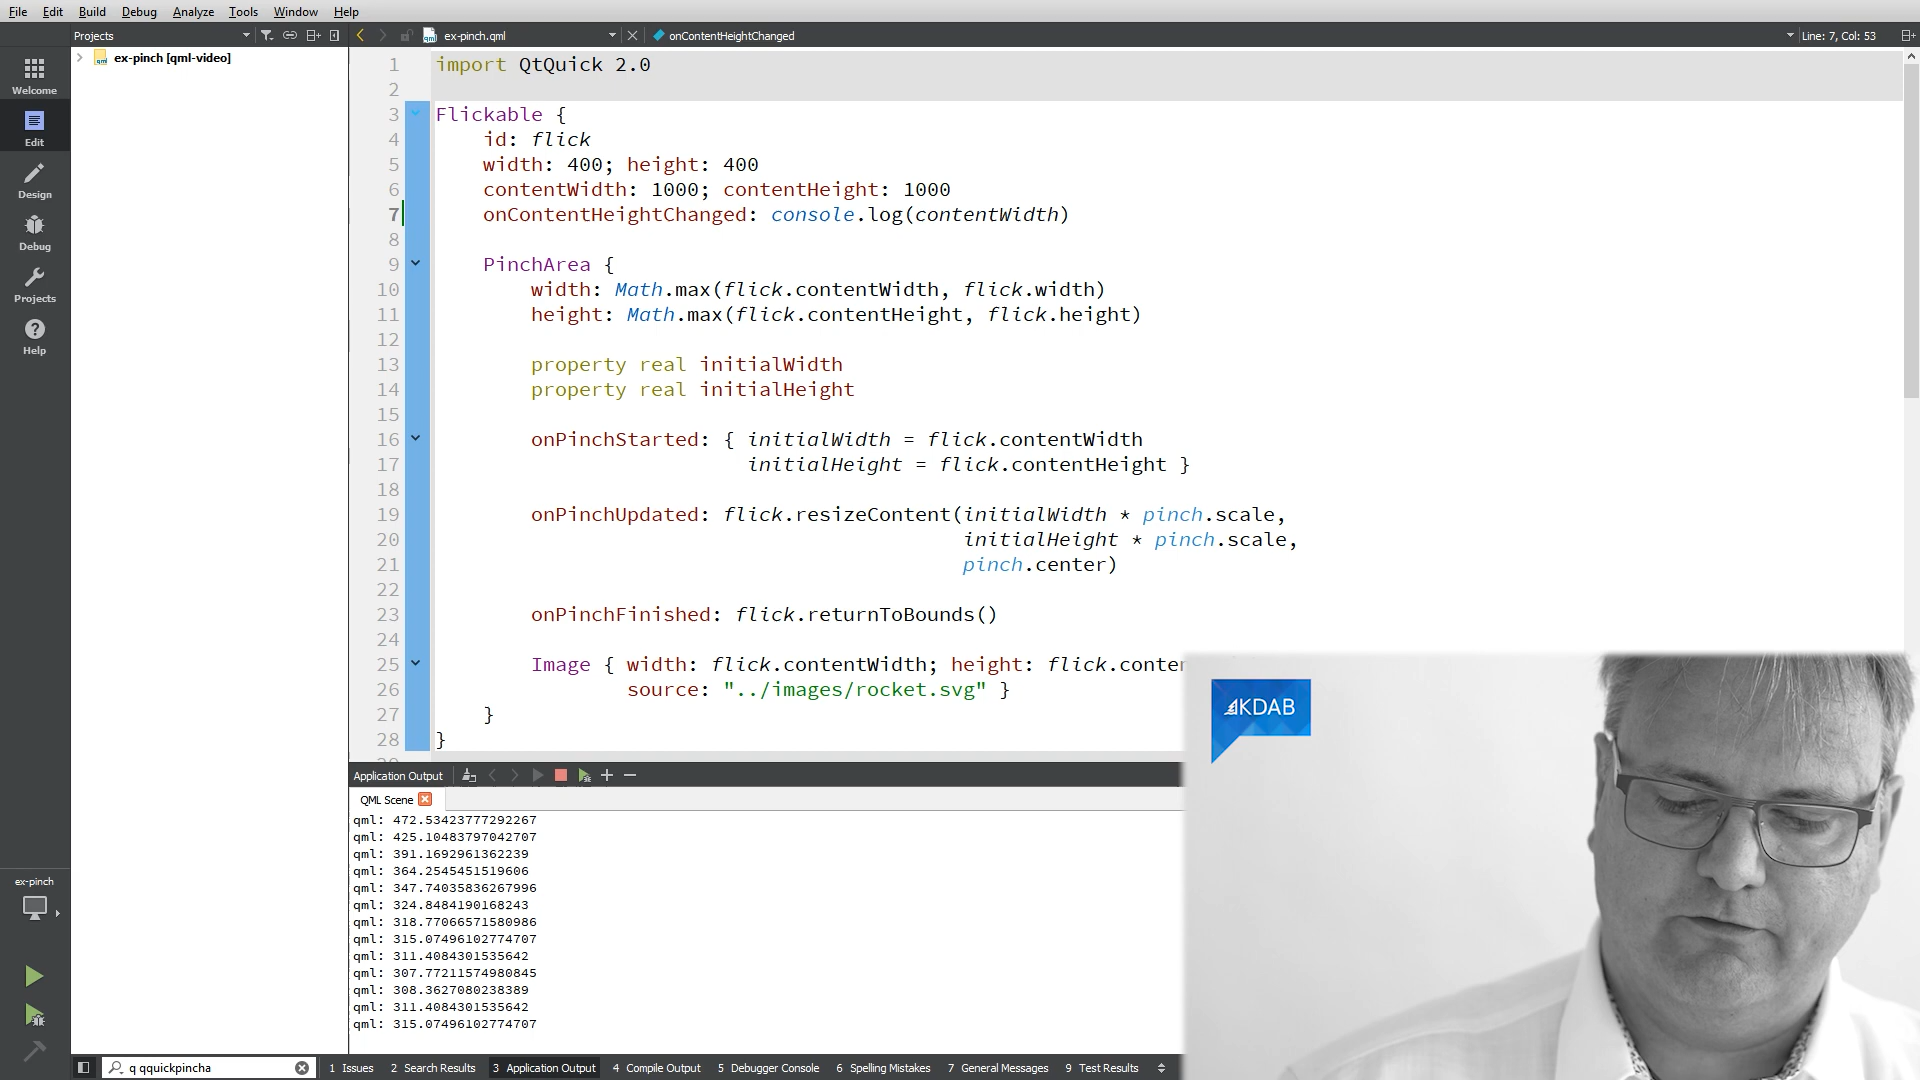 File Edit Build Debug Analyze Tools Window Help
Projects
ex-pinch.qml
onContentHeightChanged
Line: 7, Col: 53
ex-pinch [qml-video]
Welcome
Edit
Design
Debug
Projects
Help
1 import QtQuick 2.0
2
3 Flickable {
4 id: flick
5 width: 400; height: 400
6 contentWidth: 1000; contentHeight: 1000
7 onContentHeightChanged: console.log(contentWidth)
8
9 PinchArea {
10 width: Math.max(flick.contentWidth, flick.width)
11 height: Math.max(flick.contentHeight, flick.height)
12
13 property real initialWidth
14 property real initialHeight
15
16 onPinchStarted: { initialWidth = flick.contentWidth
17 initialHeight = flick.contentHeight }
18
19 onPinchUpdated: flick.resizeContent(initialWidth * pinch.scale,
20 initialHeight * pinch.scale,
21 pinch.center)
22
23 onPinchFinished: flick.returnToBounds()
24
25 Image { width: flick.contentWidth; height: flick.conter
26 source: "../images/rocket.svg" }
27 }
28 }
KDAB
Application Output
QML Scene
qml: 472.53423777292267
qml: 425.10483797042707
qml: 391.1692961362239
qml: 364.2545451519606
qml: 347.74035836267996
qml: 324.8484190168243
qml: 318.77066571580986
qml: 315.07496102774707
qml: 311.4084301535642
qml: 307.77211574980845
qml: 308.3627080238389
qml: 311.4084301535642
qml: 315.07496102774707
ex-pinch
q qquickpincha
1 Issues 2 Search Results 3 Application Output 4 Compile Output 5 Debugger Console 6 Spelling Mistakes 7 General Messages 9 Test Results